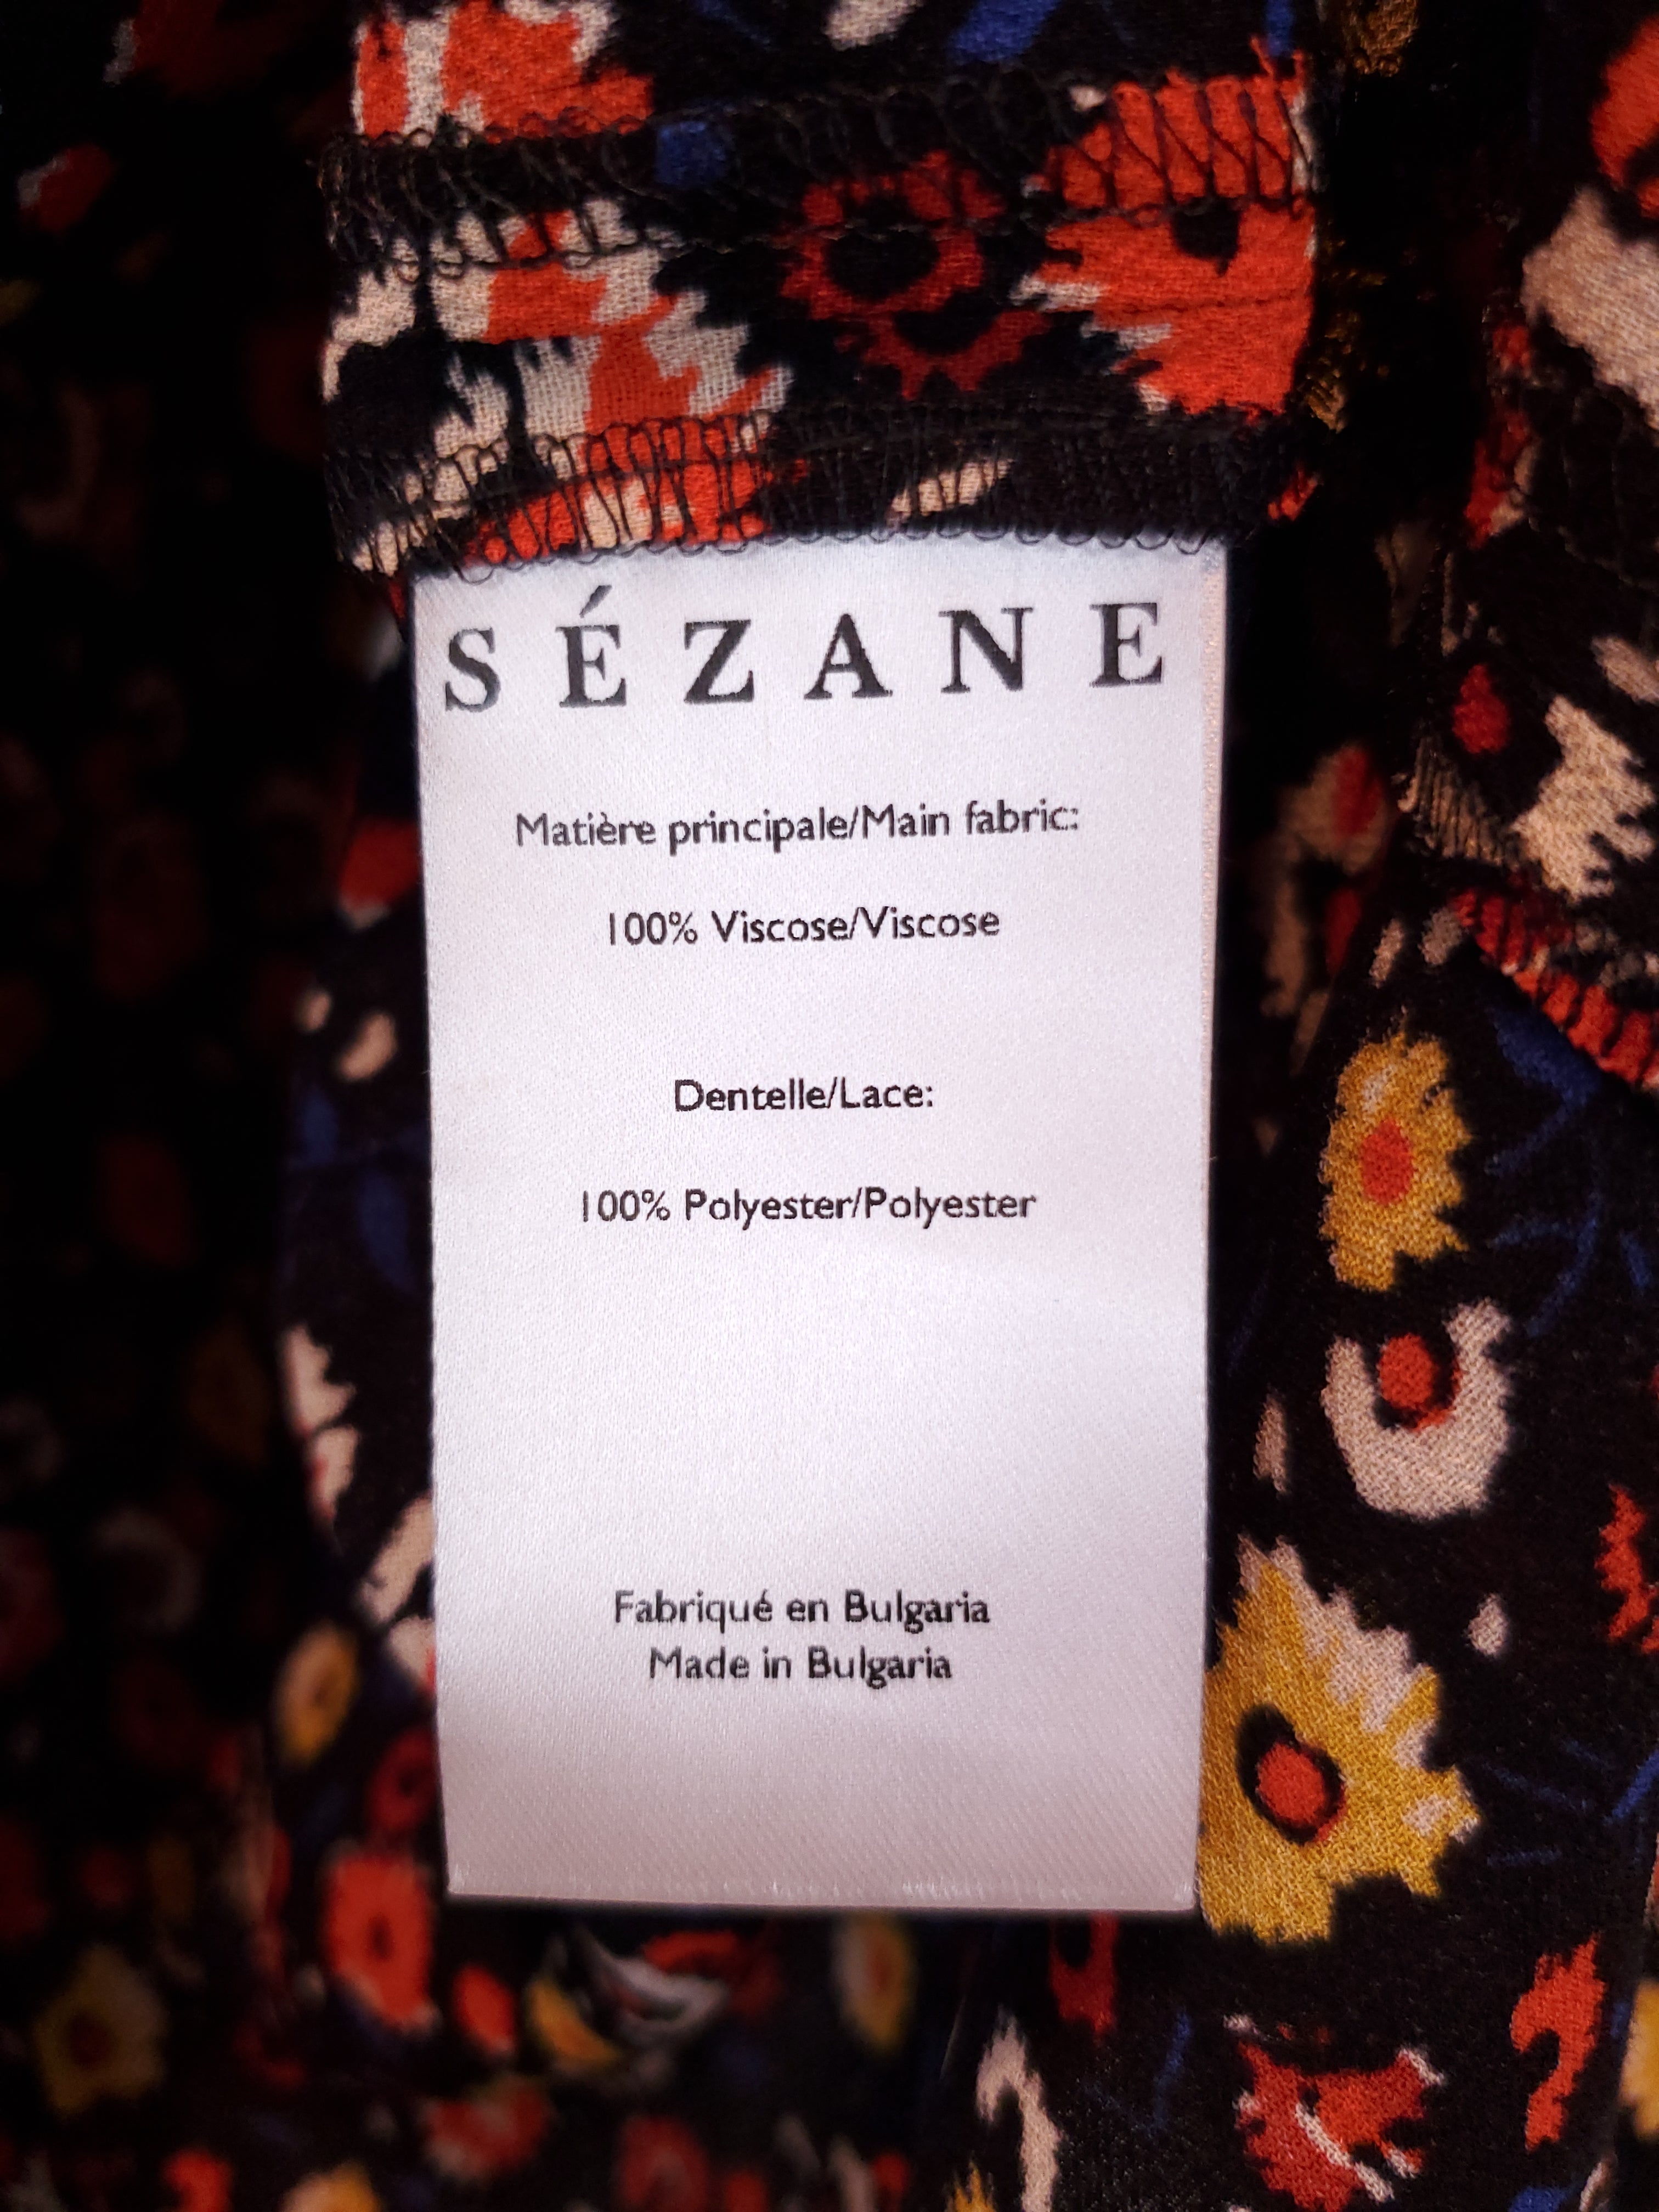 SÉZANE
Matière principale/Main fabric:
100% Viscose/Viscose
Dentelle/Lace:
100% Polyester/Polyester
Fabriqué en Bulgaria
Made in Bulgaria